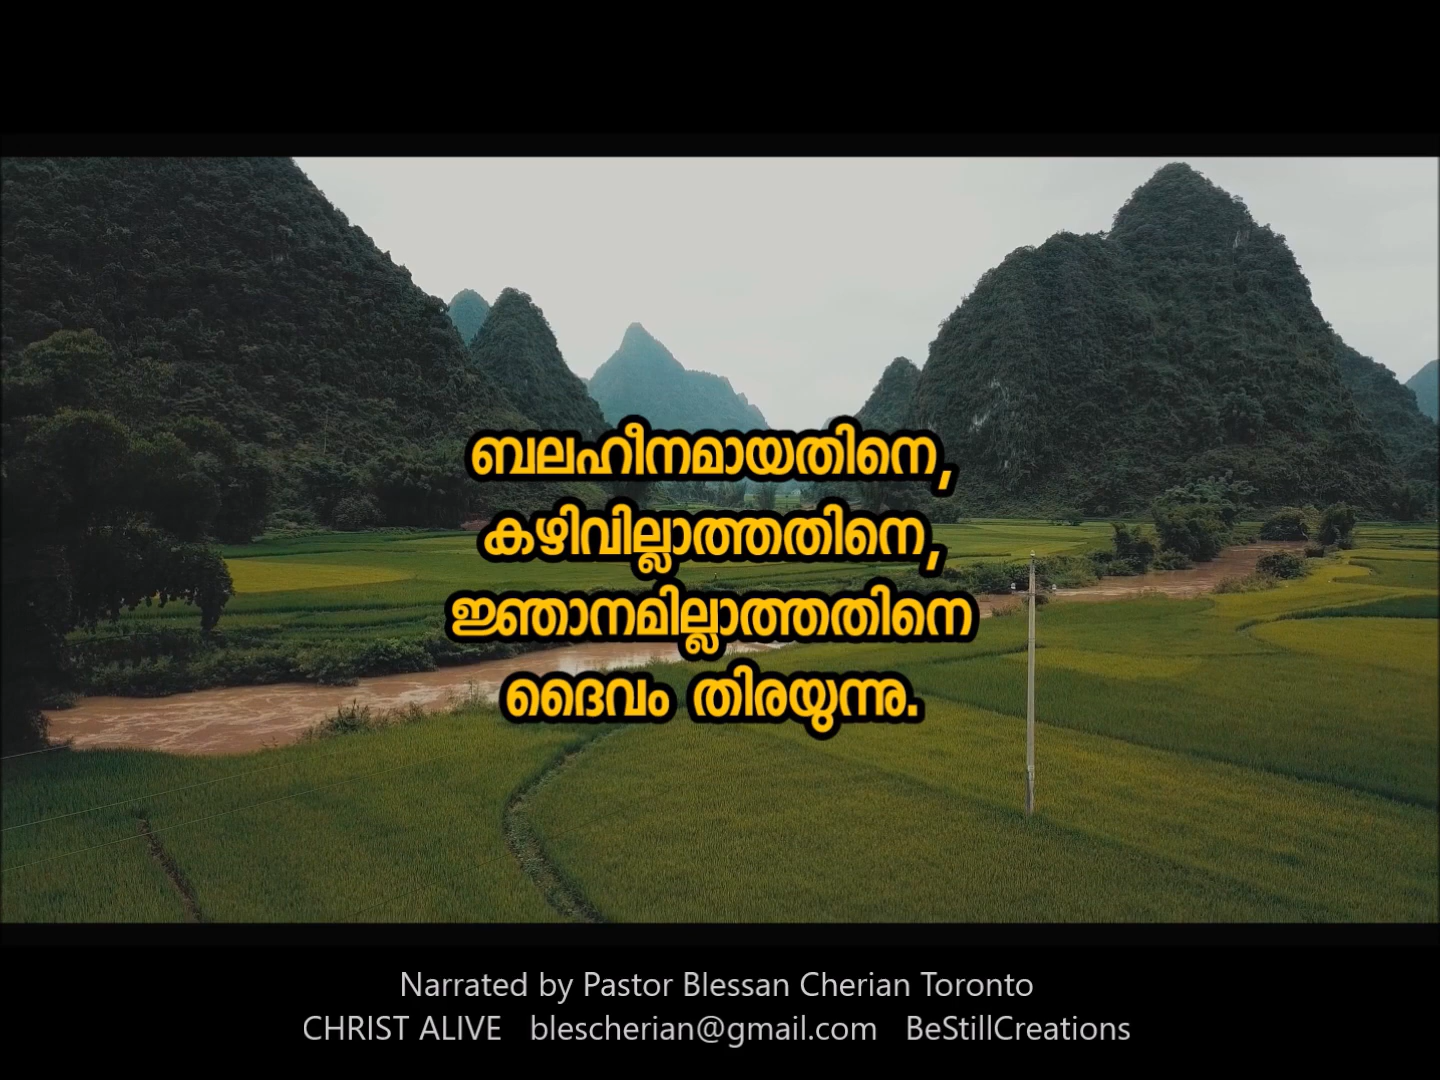 ബലഹീനമായതിനെ,
കഴിവില്ലാത്തതിനെ,
ജ്ഞാനമില്ലാത്തതിനെ
ദൈവം തിരയുന്നു.
Narrated by Pastor Blessan Cherian Toronto
CHRIST ALIVE blescherian@gmail.com BeStillCreations